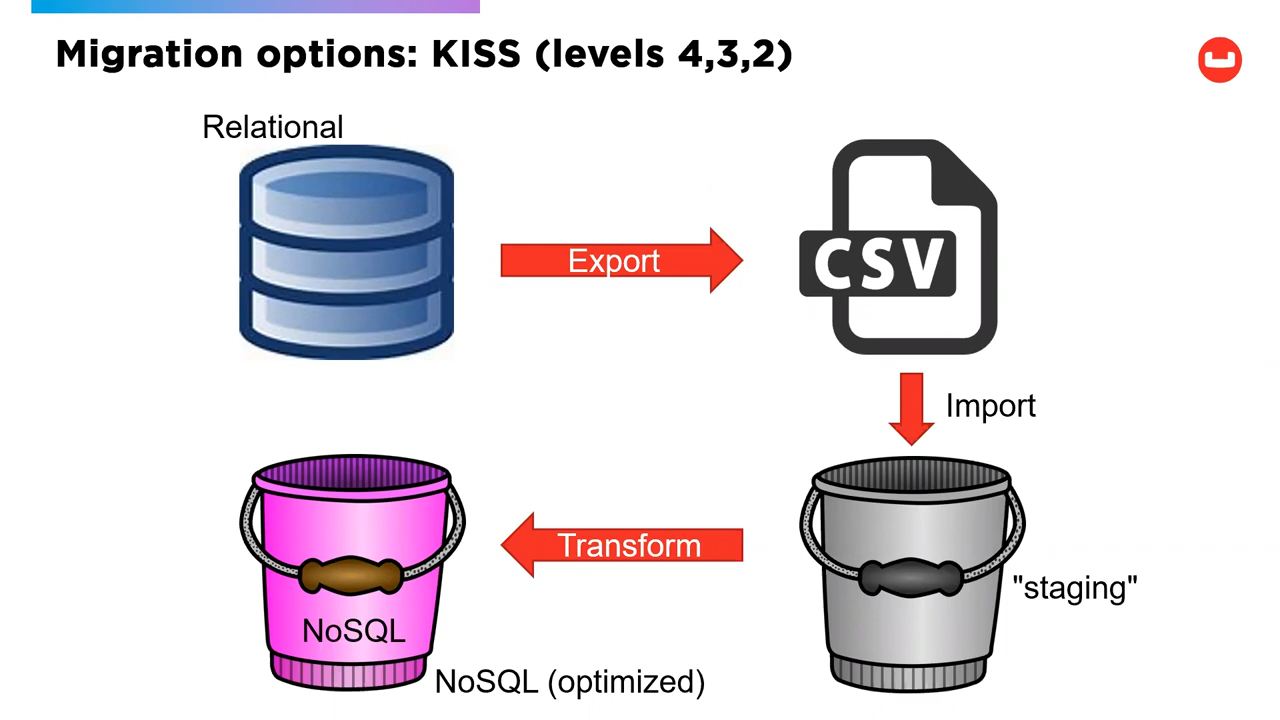 Migration options: KISS (levels 4,3,2)
Relational
Export
CSV
Import
Transform
"staging"
NoSQL
NoSQL (optimized)